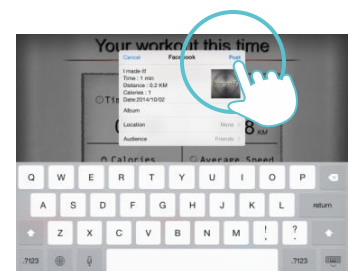 Your workout this time
Cancel Facebook Post
I made it!
Time : 1 min
Distance : 0.2 KM
Calories : 1
Date:2014/10/02
Album
Location None >
Audience Friends >
8 KM
Calories Average Speed
Q W E R T Y U I O P
A S D F G H J K L return
Z X C V B N M ! , ? .
.?123 .?123